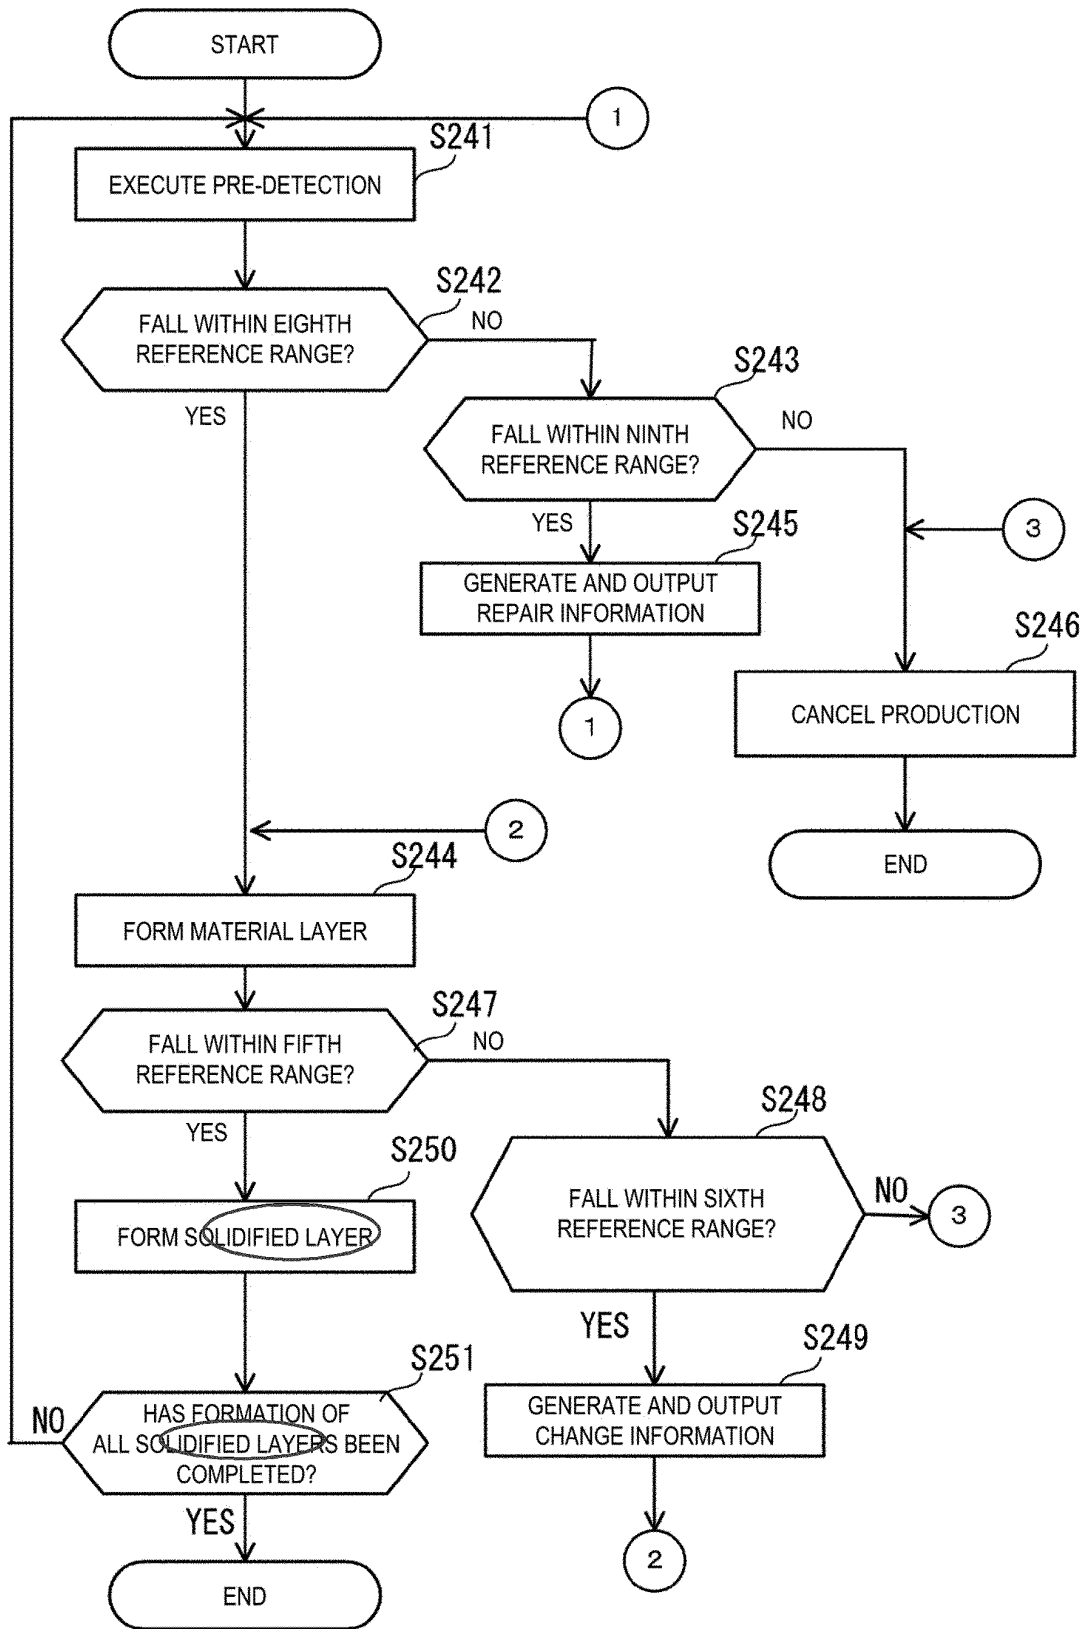 START
1
S241
EXECUTE PRE-DETECTION
S242
FALL WITHIN EIGHTH
REFERENCE RANGE?
NO
YES
S243
FALL WITHIN NINTH
REFERENCE RANGE?
NO
YES
S245
GENERATE AND OUTPUT
REPAIR INFORMATION
3
1
S246
CANCEL PRODUCTION
END
2
S244
FORM MATERIAL LAYER
S247
FALL WITHIN FIFTH
REFERENCE RANGE?
NO
YES
S248
FALL WITHIN SIXTH
REFERENCE RANGE?
NO
3
S250
FORM SOLIDIFIED LAYER
YES
S249
GENERATE AND OUTPUT
CHANGE INFORMATION
2
S251
HAS FORMATION OF
ALL SOLIDIFIED LAYERS BEEN
COMPLETED?
NO
YES
END